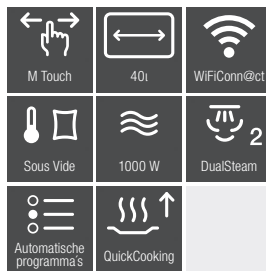 M Touch
40ι
WiFiConn@ct
Sous Vide
1000 W
2
DualSteam
Automatische
programma´s
QuickCooking